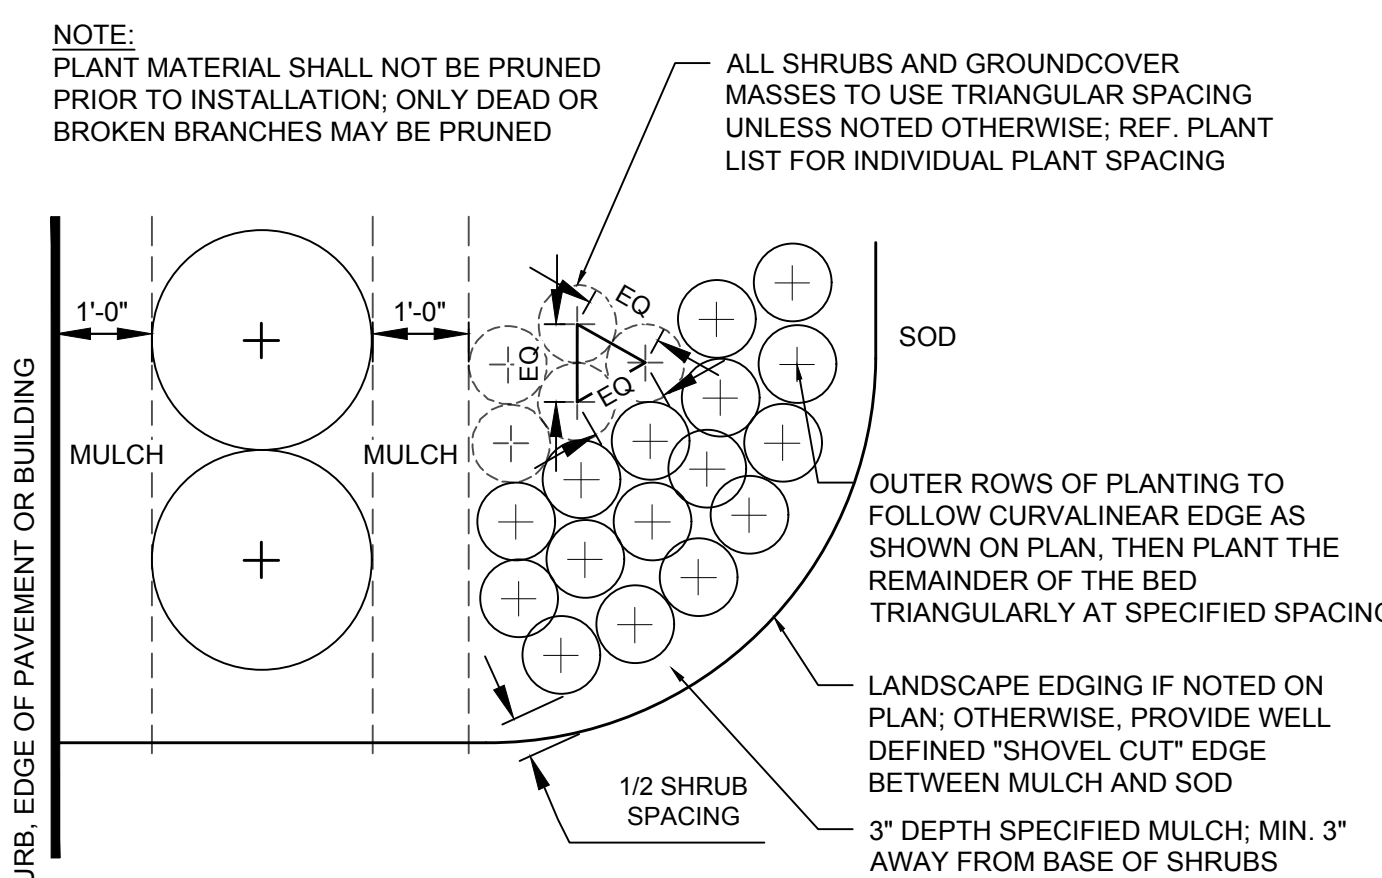 NOTE:
PLANT MATERIAL SHALL NOT BE PRUNED
PRIOR TO INSTALLATION; ONLY DEAD OR
BROKEN BRANCHES MAY BE PRUNED
ALL SHRUBS AND GROUNDCOVER
MASSES TO USE TRIANGULAR SPACING
UNLESS NOTED OTHERWISE; REF. PLANT
LIST FOR INDIVIDUAL PLANT SPACING
1'-0"
1'-0"
EQ
EQ
EQ
SOD
MULCH
MULCH
URB, EDGE OF PAVEMENT OR BUILDING
OUTER ROWS OF PLANTING TO
FOLLOW CURVALINEAR EDGE AS
SHOWN ON PLAN, THEN PLANT THE
REMAINDER OF THE BED
TRIANGULARLY AT SPECIFIED SPACING
LANDSCAPE EDGING IF NOTED ON
PLAN; OTHERWISE, PROVIDE WELL
DEFINED "SHOVEL CUT" EDGE
BETWEEN MULCH AND SOD
1/2 SHRUB
SPACING
3" DEPTH SPECIFIED MULCH; MIN. 3"
AWAY FROM BASE OF SHRUBS